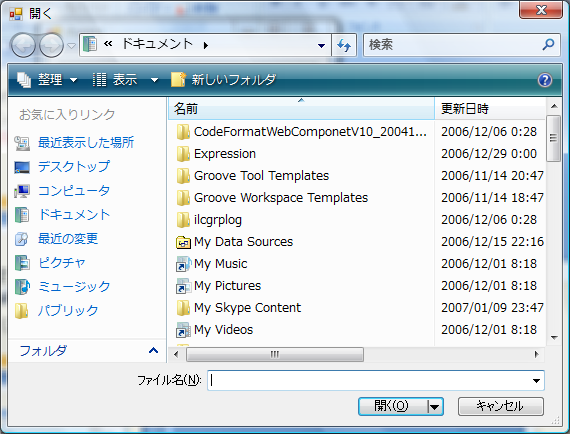 開く
« ドキュメント
検索
整理 表示 新しいフォルダ
お気に入りリンク
最近表示した場所
デスクトップ
コンピュータ
ドキュメント
最近の変更
ピクチャ
ミュージック
パブリック
フォルダ
名前 更新日時
CodeFormatWebComponetV10_20041... 2006/12/06 0:28
Expression 2006/12/29 0:00
Groove Tool Templates 2006/11/14 20:47
Groove Workspace Templates 2006/11/14 18:47
ilcgrplog 2006/12/06 0:28
My Data Sources 2006/12/15 22:16
My Music 2006/12/01 8:18
My Pictures 2006/12/01 8:18
My Skype Content 2007/01/09 23:47
My Videos 2006/12/01 8:18
ファイル名(N):
開く(O) キャンセル